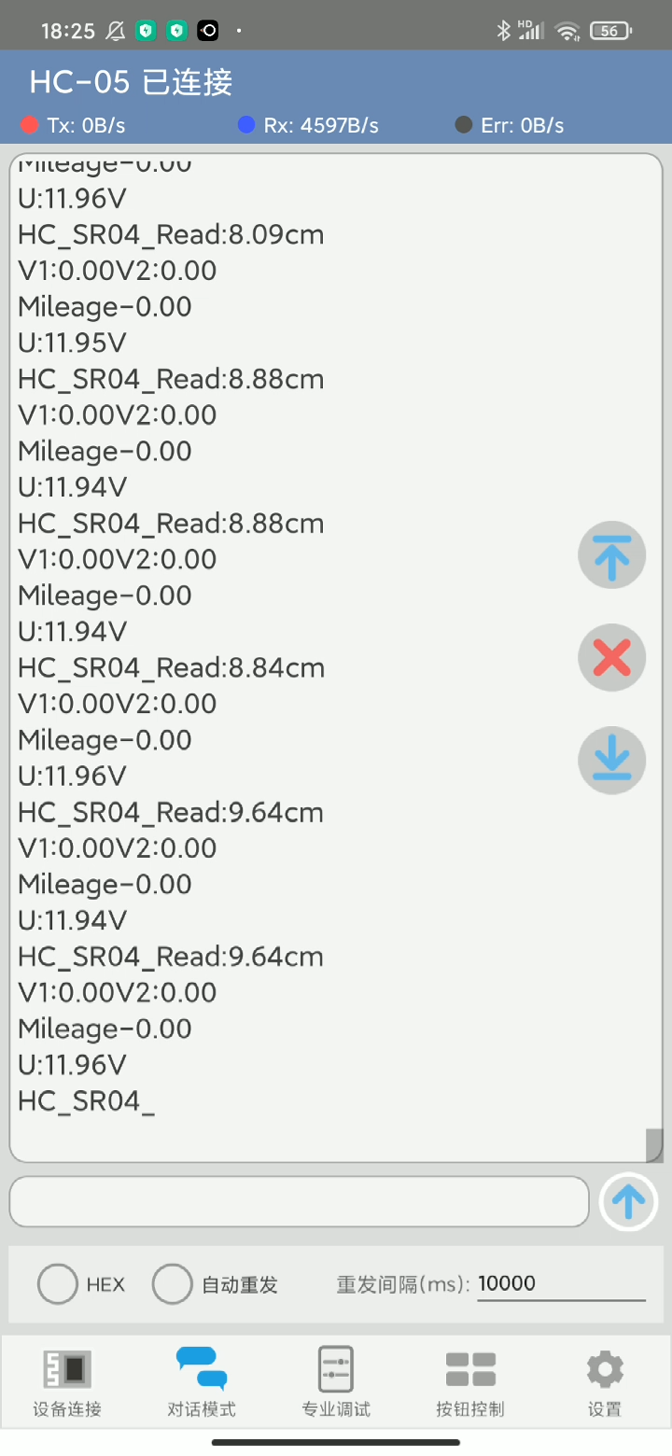 18:25
HD
56
HC-05 已连接
Tx: 0B/s
Rx: 4597B/s
Err: 0B/s
Mileage-0.00
U:11.96V
HC_SR04_Read:8.09cm
V1:0.00V2:0.00
Mileage-0.00
U:11.95V
HC_SR04_Read:8.88cm
V1:0.00V2:0.00
Mileage-0.00
U:11.94V
HC_SR04_Read:8.88cm
V1:0.00V2:0.00
Mileage-0.00
U:11.94V
HC_SR04_Read:8.84cm
V1:0.00V2:0.00
Mileage-0.00
U:11.96V
HC_SR04_Read:9.64cm
V1:0.00V2:0.00
Mileage-0.00
U:11.94V
HC_SR04_Read:9.64cm
V1:0.00V2:0.00
Mileage-0.00
U:11.96V
HC_SR04_
HEX
自动重发
重发间隔(ms): 10000
设备连接
对话模式
专业调试
按钮控制
设置